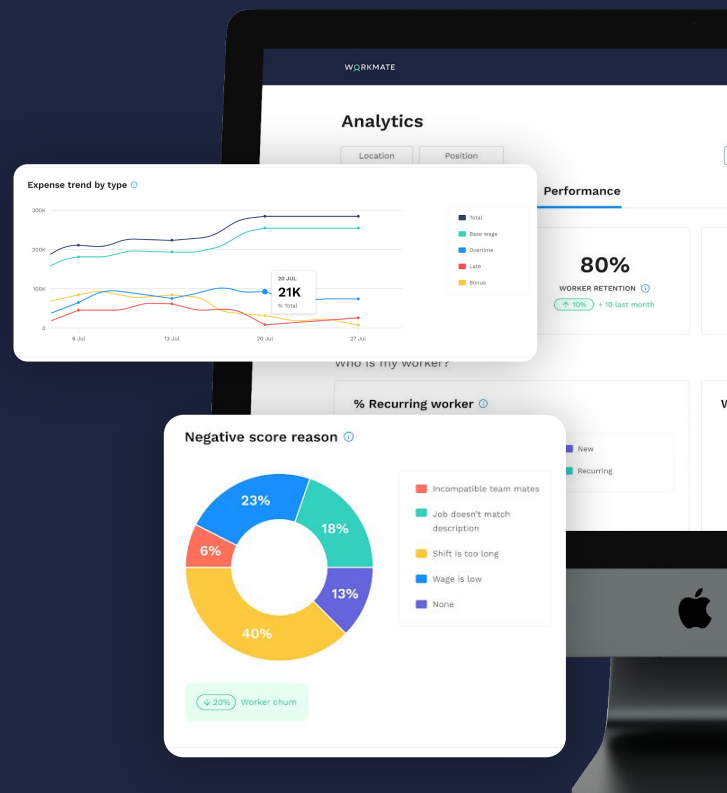 WORKMATE
Analytics
Location
Position
Performance
80%
WORKER RETENTION
↑ 10% + 10 last month
Who is my worker?
% Recurring worker
New
Recurring
Expense trend by type
300K
200K
100K
0
6 Jul
13 Jul
20 Jul
27 Jul
20 JUL
21K
% Total
Total
Base wage
Overtime
Late
Bonus
Negative score reason
23%
18%
6%
13%
40%
Incompatible team mates
Job doesn't match
description
Shift is too long
Wage is low
None
↓ 20% Worker churn